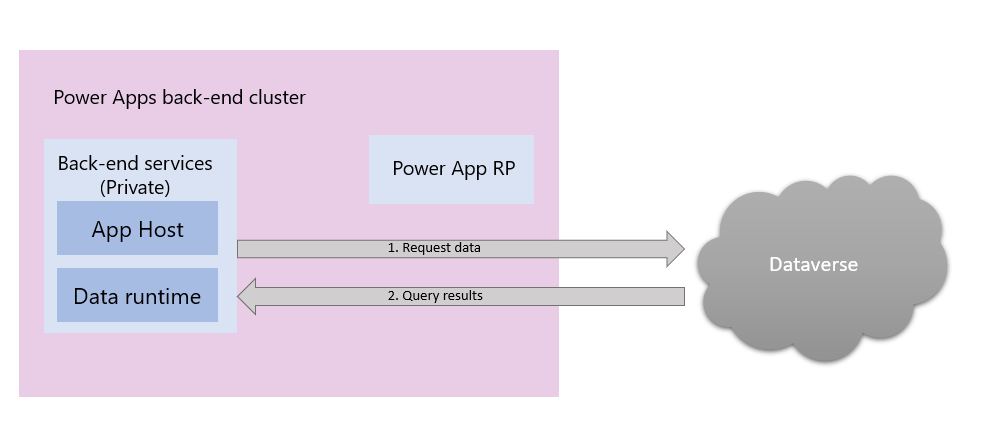 Power Apps back-end cluster
Back-end services
(Private)
Power App RP
App Host
1. Request data
Dataverse
Data runtime
2. Query results